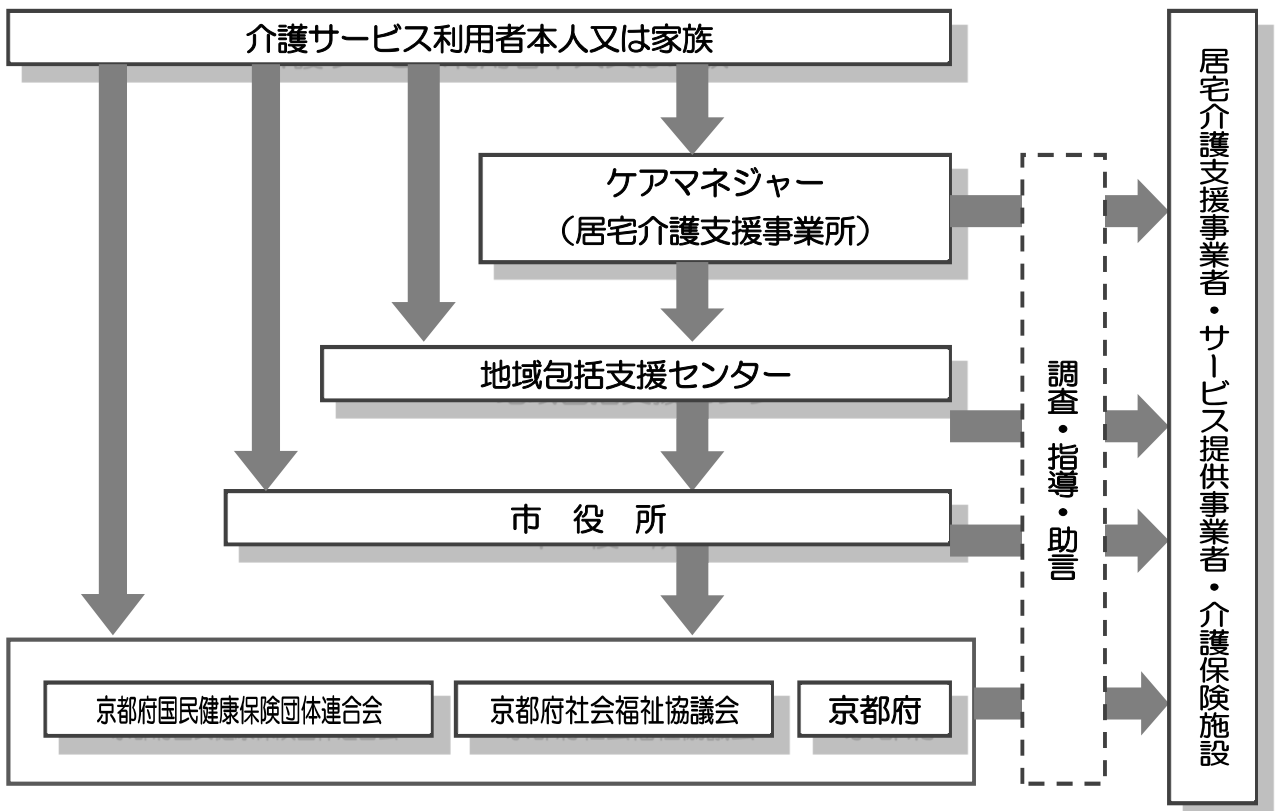 介護サービス利用者本人又は家族
ケアマネジャー
（居宅介護支援事業所）
地域包括支援センター
市 役 所
京都府国民健康保険団体連合会
京都府社会福祉協議会
京都府
調査・指導・助言
居宅介護支援事業者・サービス提供事業者・介護保険施設